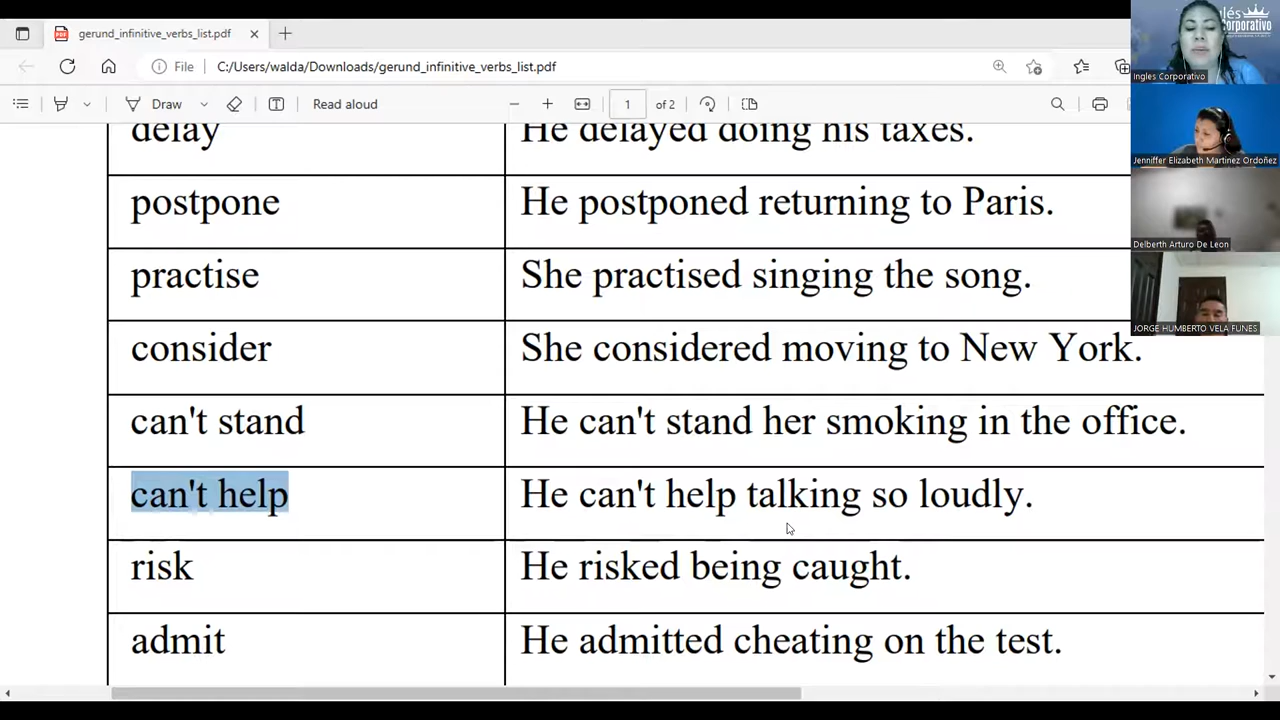 gerund_infinitive_verbs_list.pdf
File C:/Users/walda/Downloads/gerund_infinitive_verbs_list.pdf
Draw Read aloud 1 of 2
delay He delayed doing his taxes.
postpone He postponed returning to Paris.
practise She practised singing the song.
consider She considered moving to New York.
can't stand He can't stand her smoking in the office.
can't help He can't help talking so loudly.
risk He risked being caught.
admit He admitted cheating on the test.
glés
corporativo
Ingles Corporativo
Jenniffer Elizabeth Martinez Ordoñez
Delberth Arturo De Leon
JORGE HUMBERTO VELA FUNES